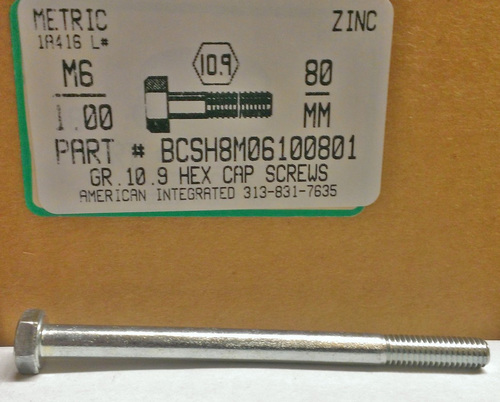 METRIC ZINC
1A416 L#
M6 10.9 80
1.00 MM
PART # BCSH8M06100801
GR.10.9 HEX CAP SCREWS
AMERICAN INTEGRATED 313-831-7635